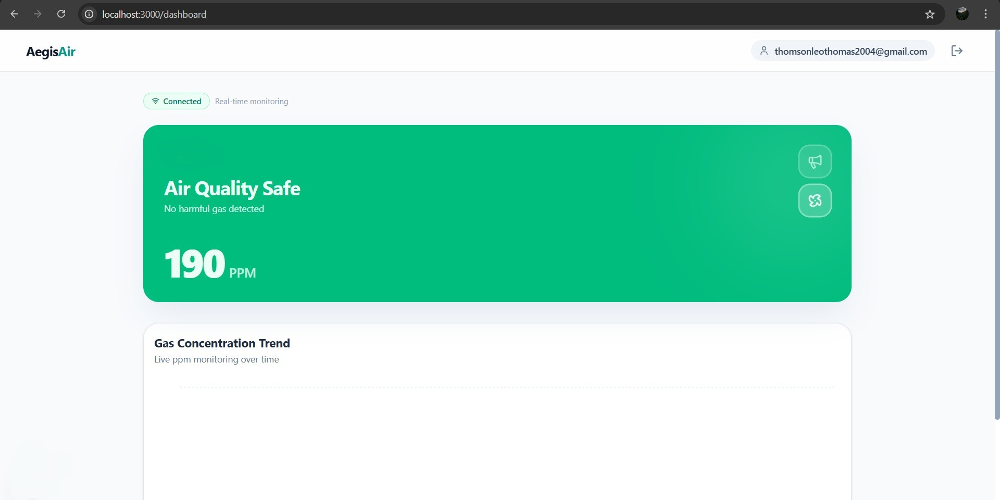 localhost:3000/dashboard
AegisAir
thomsonleothomas2004@gmail.com
Connected Real-time monitoring
Air Quality Safe
No harmful gas detected
190 PPM
Gas Concentration Trend
Live ppm monitoring over time